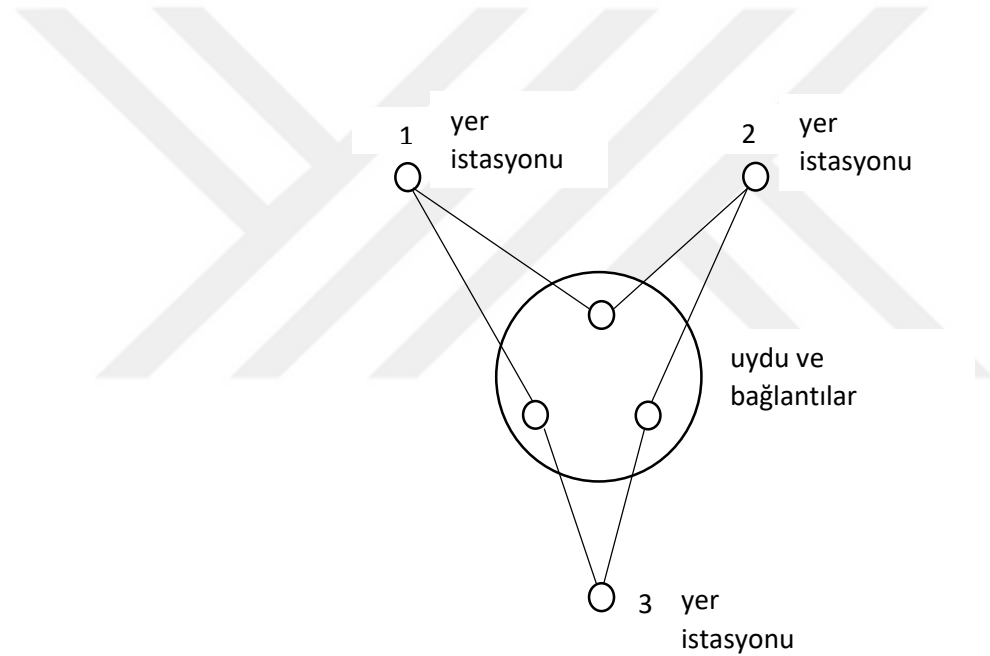 1 yer
istasyonu
2 yer
istasyonu
uydu ve
bağlantılar
3 yer
istasyonu